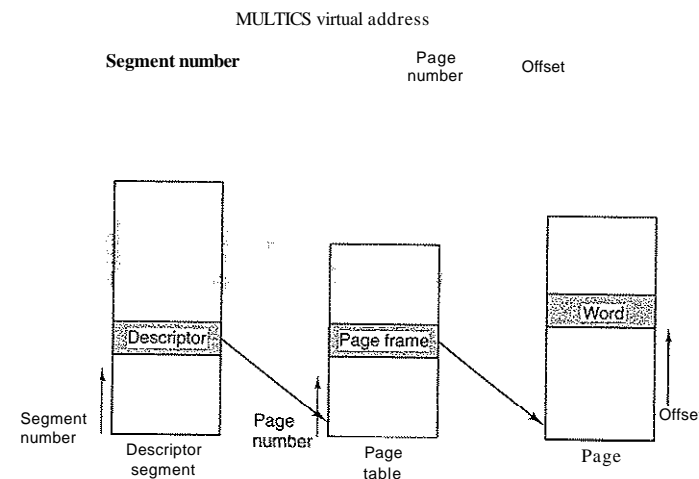 MULTICS virtual address
Segment number
Page
number
Offset
Descriptor
Page frame
Word
Segment
number
Page
number
Offse
Descriptor
segment
Page
table
Page